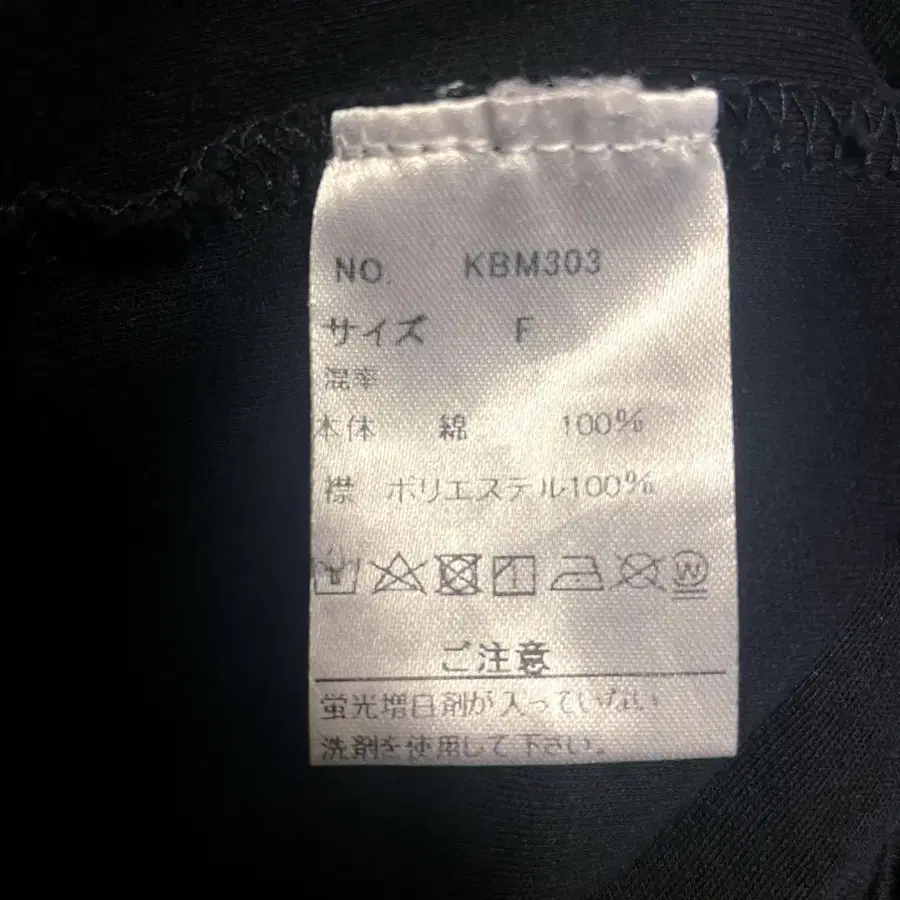 NO. KBM303
サイズ F
混率
本体 綿 100%
襟 ポリエステル100%
W
ご注意
蛍光増白剤が入っていない
洗剤を使用して下さい。